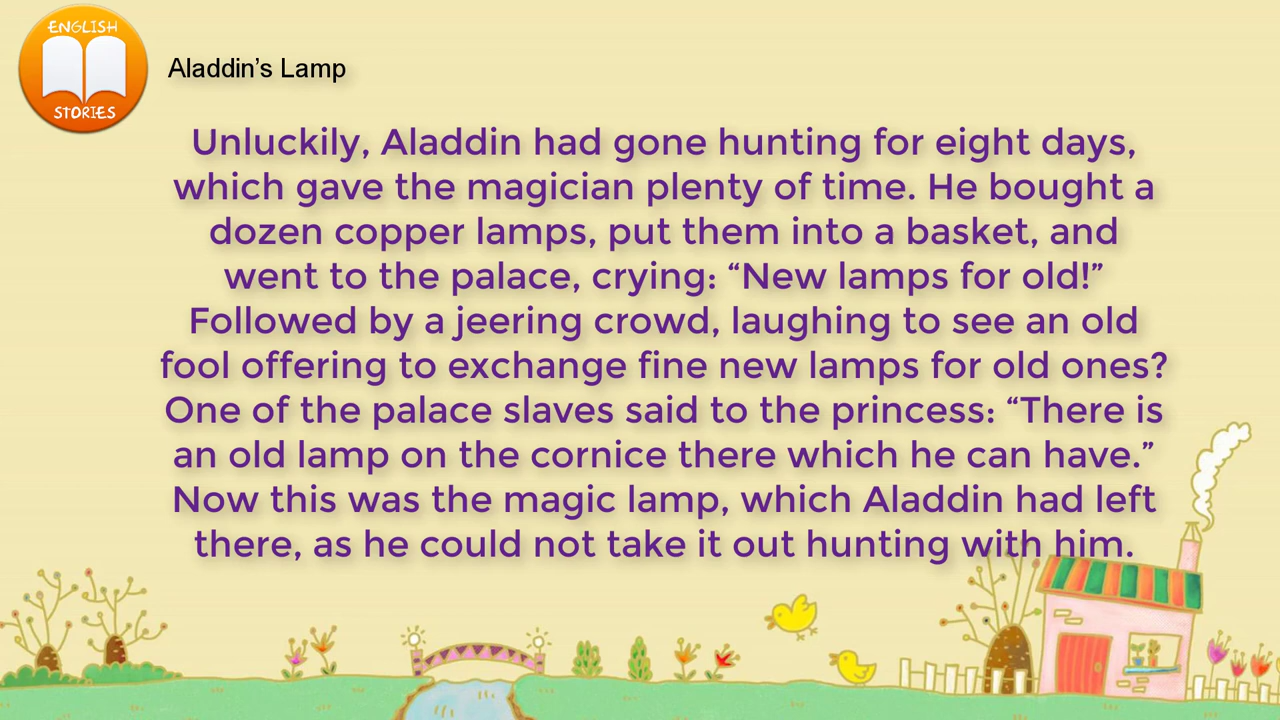 ENGLISH
STORIES
Aladdin’s Lamp
Unluckily, Aladdin had gone hunting for eight days,
which gave the magician plenty of time. He bought a
dozen copper lamps, put them into a basket, and
went to the palace, crying: “New lamps for old!”
Followed by a jeering crowd, laughing to see an old
fool offering to exchange fine new lamps for old ones?
One of the palace slaves said to the princess: “There is
an old lamp on the cornice there which he can have.”
Now this was the magic lamp, which Aladdin had left
there, as he could not take it out hunting with him.